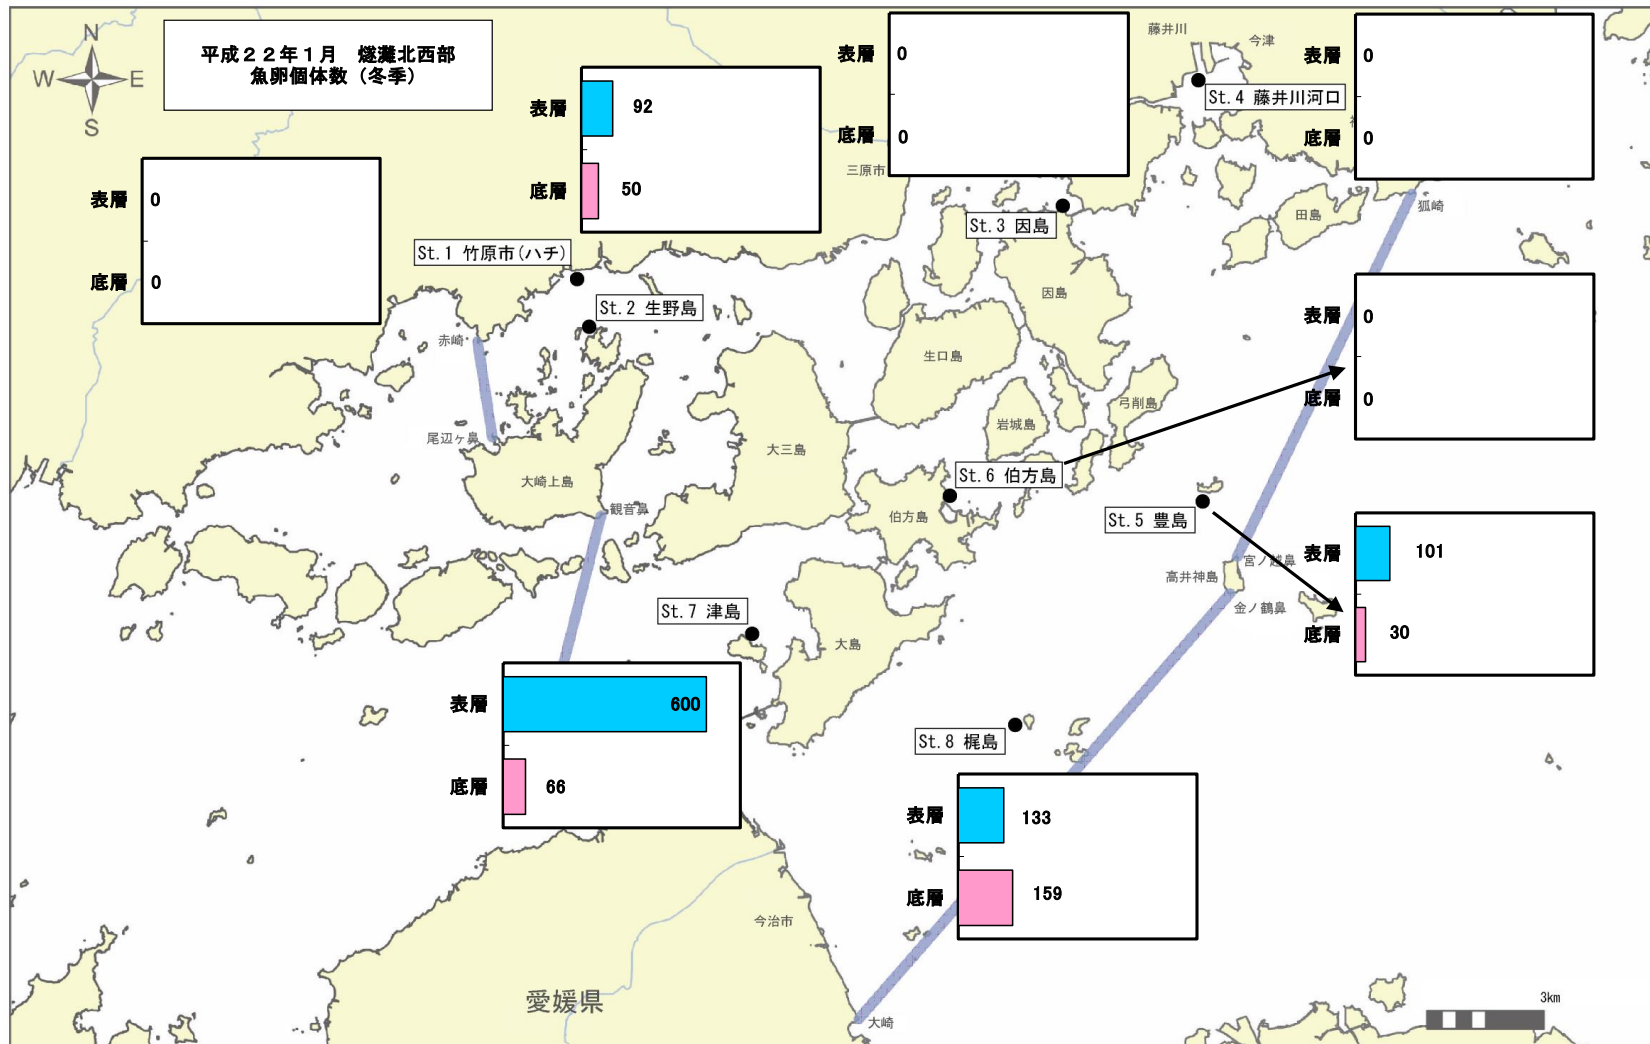 平成２２年１月 燧灘北西部
魚卵個体数（冬季）
N
W E
S
表層 0
底層 0
表層 92
底層 50
表層 0
底層 0
表層 0
底層 0
藤井川
今津
St.4 藤井川河口
三原市
St.3 因島
田島
狐崎
St.1 竹原市(ハチ)
St.2 生野島
赤崎
尾辺ヶ鼻
大崎上島
観音鼻
大三島
生口島
因島
岩城島
弓削島
表層 0
底層 0
St.6 伯方島
伯方島
St.5 豊島
表層 101
底層 30
宮ノ越鼻
高井神島
金ノ鶴鼻
St.7 津島
大島
表層 600
底層 66
St.8 梶島
表層 133
底層 159
今治市
愛媛県
大崎
3km